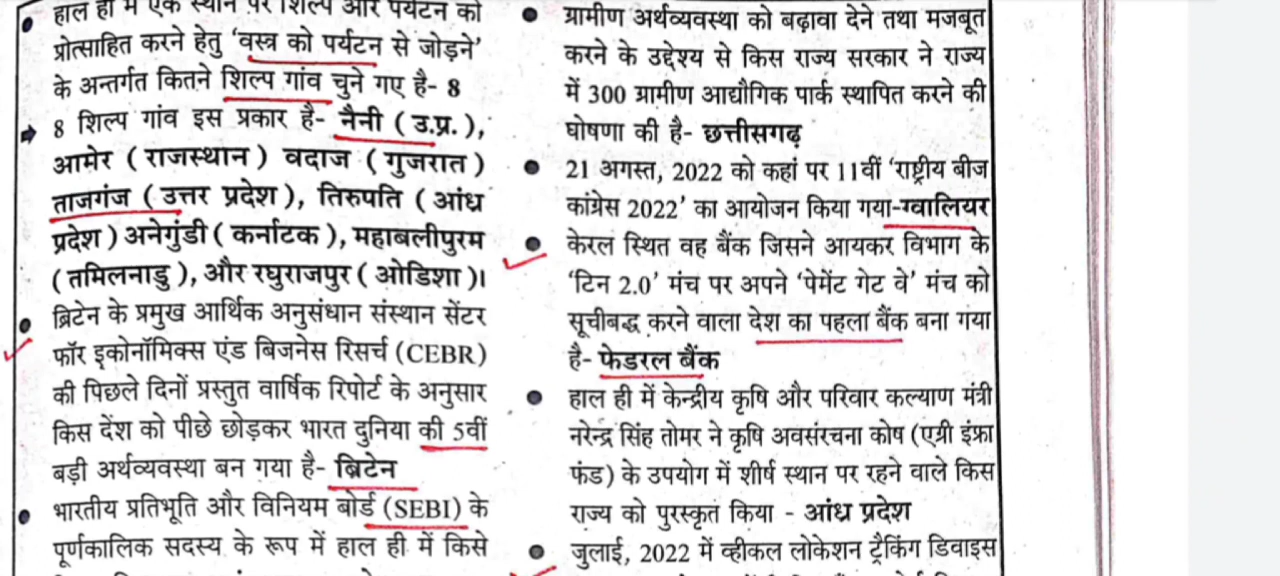 हाल ही में एक स्थान पर शिल्प और पर्यटन को
प्रोत्साहित करने हेतु 'वस्त्र को पर्यटन से जोड़ने'
के अन्तर्गत कितने शिल्प गांव चुने गए है- 8
8 शिल्प गांव इस प्रकार है- नैनी ( उ.प्र. ),
आमेर ( राजस्थान ) वदाज ( गुजरात )
ताजगंज ( उत्तर प्रदेश ), तिरुपति ( आंध्र
प्रदेश ) अनेगुंडी ( कर्नाटक ), महाबलीपुरम
( तमिलनाडु ), और रघुराजपुर ( ओडिशा )।
ब्रिटेन के प्रमुख आर्थिक अनुसंधान संस्थान सेंटर
फॉर इकोनॉमिक्स एंड बिजनेस रिसर्च (CEBR)
की पिछले दिनों प्रस्तुत वार्षिक रिपोर्ट के अनुसार
किस देंश को पीछे छोड़कर भारत दुनिया की 5वीं
बड़ी अर्थव्यवस्था बन गया है- ब्रिटेन
भारतीय प्रतिभूति और विनियम बोर्ड (SEBI) के
पूर्णकालिक सदस्य के रूप में हाल ही में किसे
ग्रामीण अर्थव्यवस्था को बढ़ावा देने तथा मजबूत
करने के उद्देश्य से किस राज्य सरकार ने राज्य
में 300 ग्रामीण आद्यौगिक पार्क स्थापित करने की
घोषणा की है- छत्तीसगढ़
21 अगस्त, 2022 को कहां पर 11वीं 'राष्ट्रीय बीज
कांग्रेस 2022' का आयोजन किया गया-ग्वालियर
केरल स्थित वह बैंक जिसने आयकर विभाग के
'टिन 2.0' मंच पर अपने 'पेमेंट गेट वे' मंच को
सूचीबद्ध करने वाला देश का पहला बैंक बना गया
है- फेडरल बैंक
हाल ही में केन्द्रीय कृषि और परिवार कल्याण मंत्री
नरेन्द्र सिंह तोमर ने कृषि अवसंरचना कोष (एग्री इंफ्रा
फंड) के उपयोग में शीर्ष स्थान पर रहने वाले किस
राज्य को पुरस्कृत किया - आंध्र प्रदेश
जुलाई, 2022 में व्हीकल लोकेशन ट्रैकिंग डिवाइस